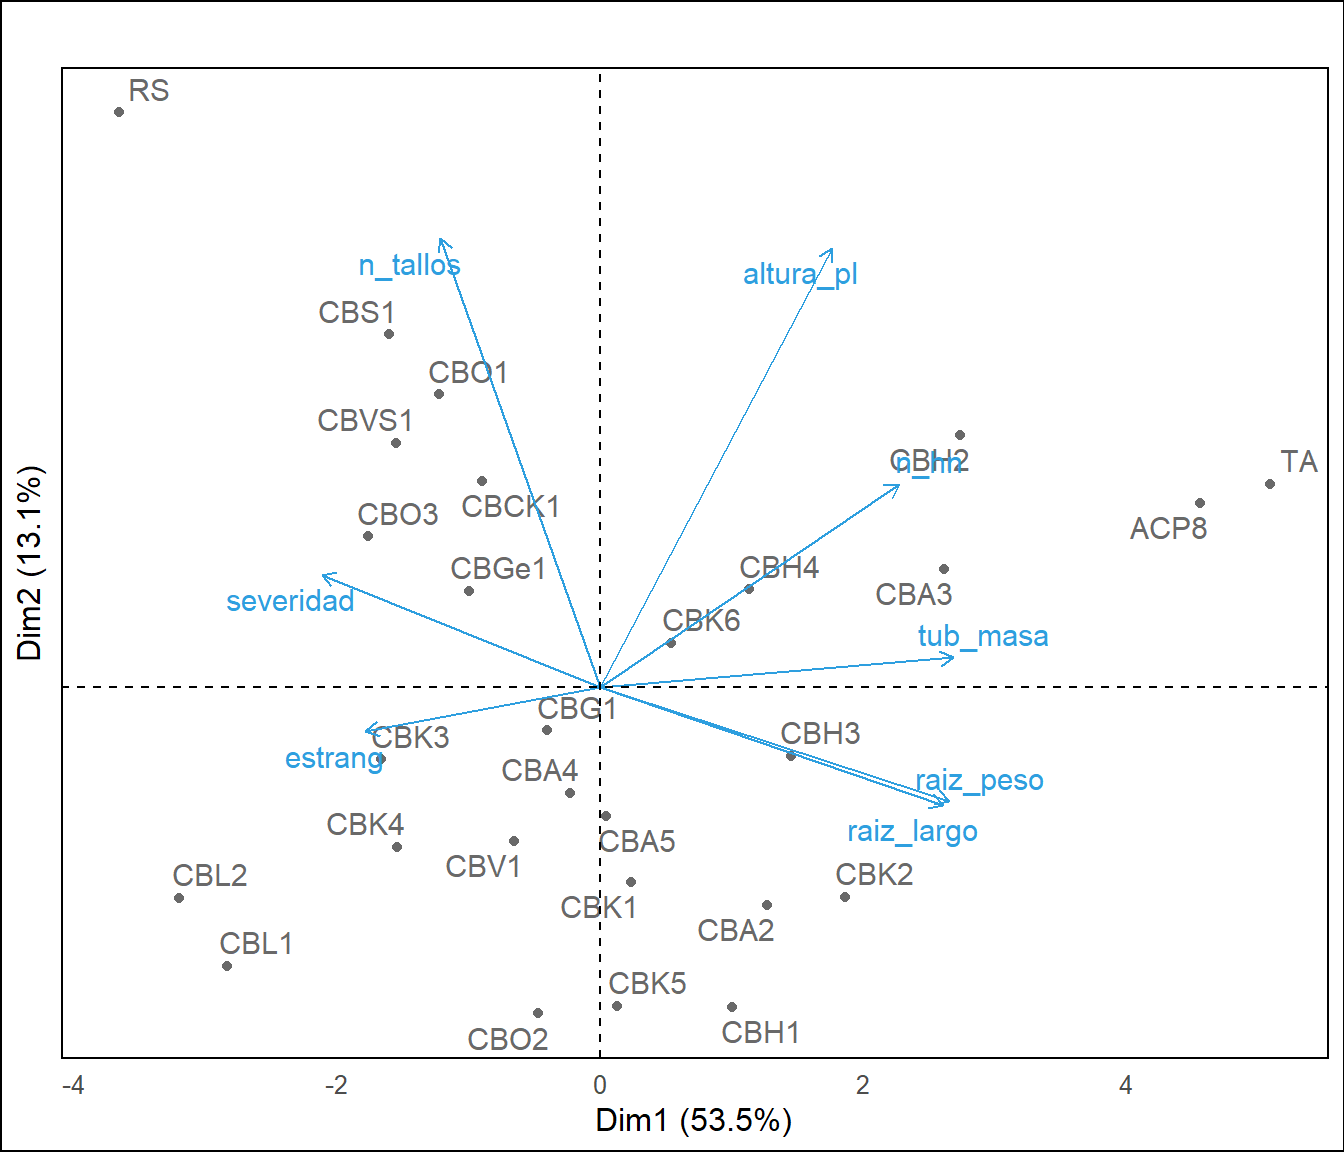 RS
n_tallos
altura_pl
CBS1
CBO1
CBVS1
CBH2
n_hn
TA
CBCK1
CBO3
ACP8
CBGe1
CBH4
CBA3
severidad
CBK6
tub_masa
Dim2 (13.1%)
CBG1
CBK3
CBH3
estrang
CBA4
raiz_peso
CBK4
raiz_largo
CBA5
CBV1
CBL2
CBK2
CBK1
CBA2
CBL1
CBK5
CBH1
CBO2
-4 -2 0 2 4
Dim1 (53.5%)